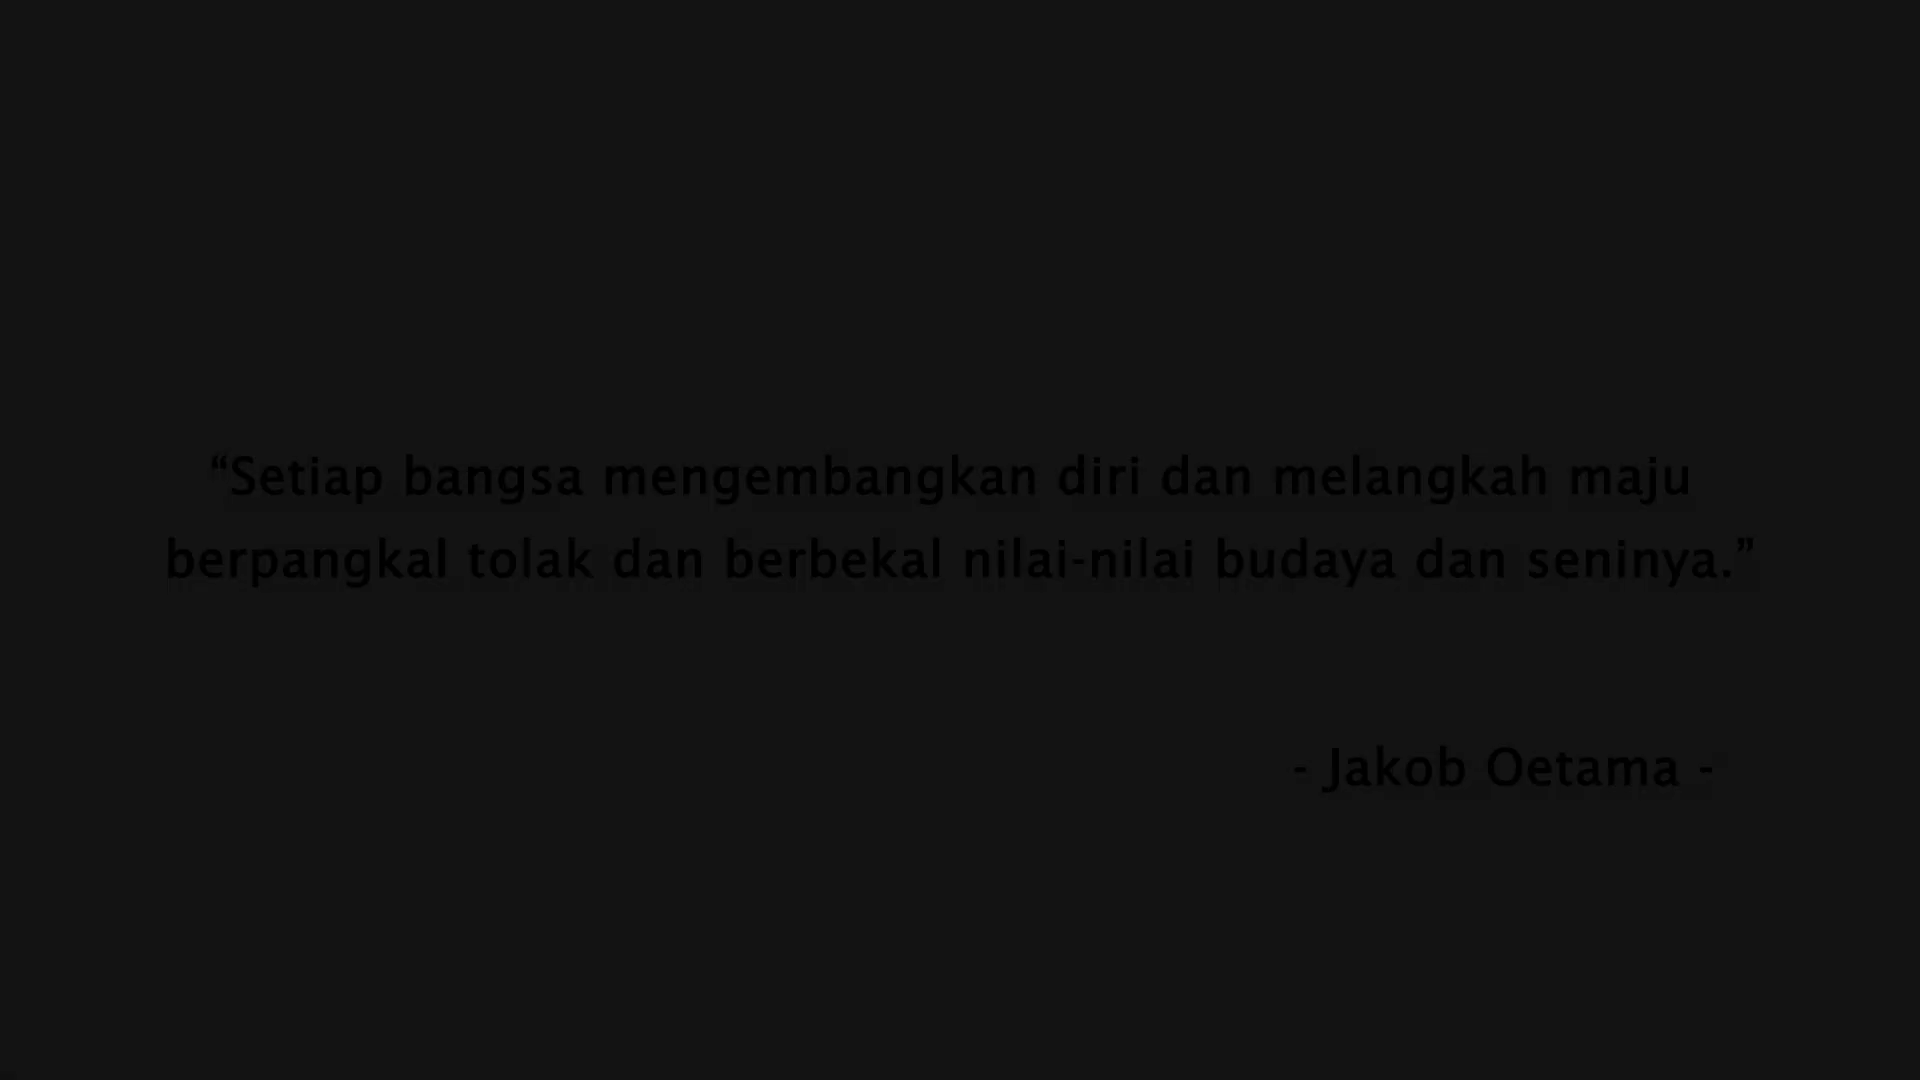 “Setiap bangsa mengembangkan diri dan melangkah maju
berpangkal tolak dan berbekal nilai-nilai budaya dan seninya.”
- Jakob Oetama -